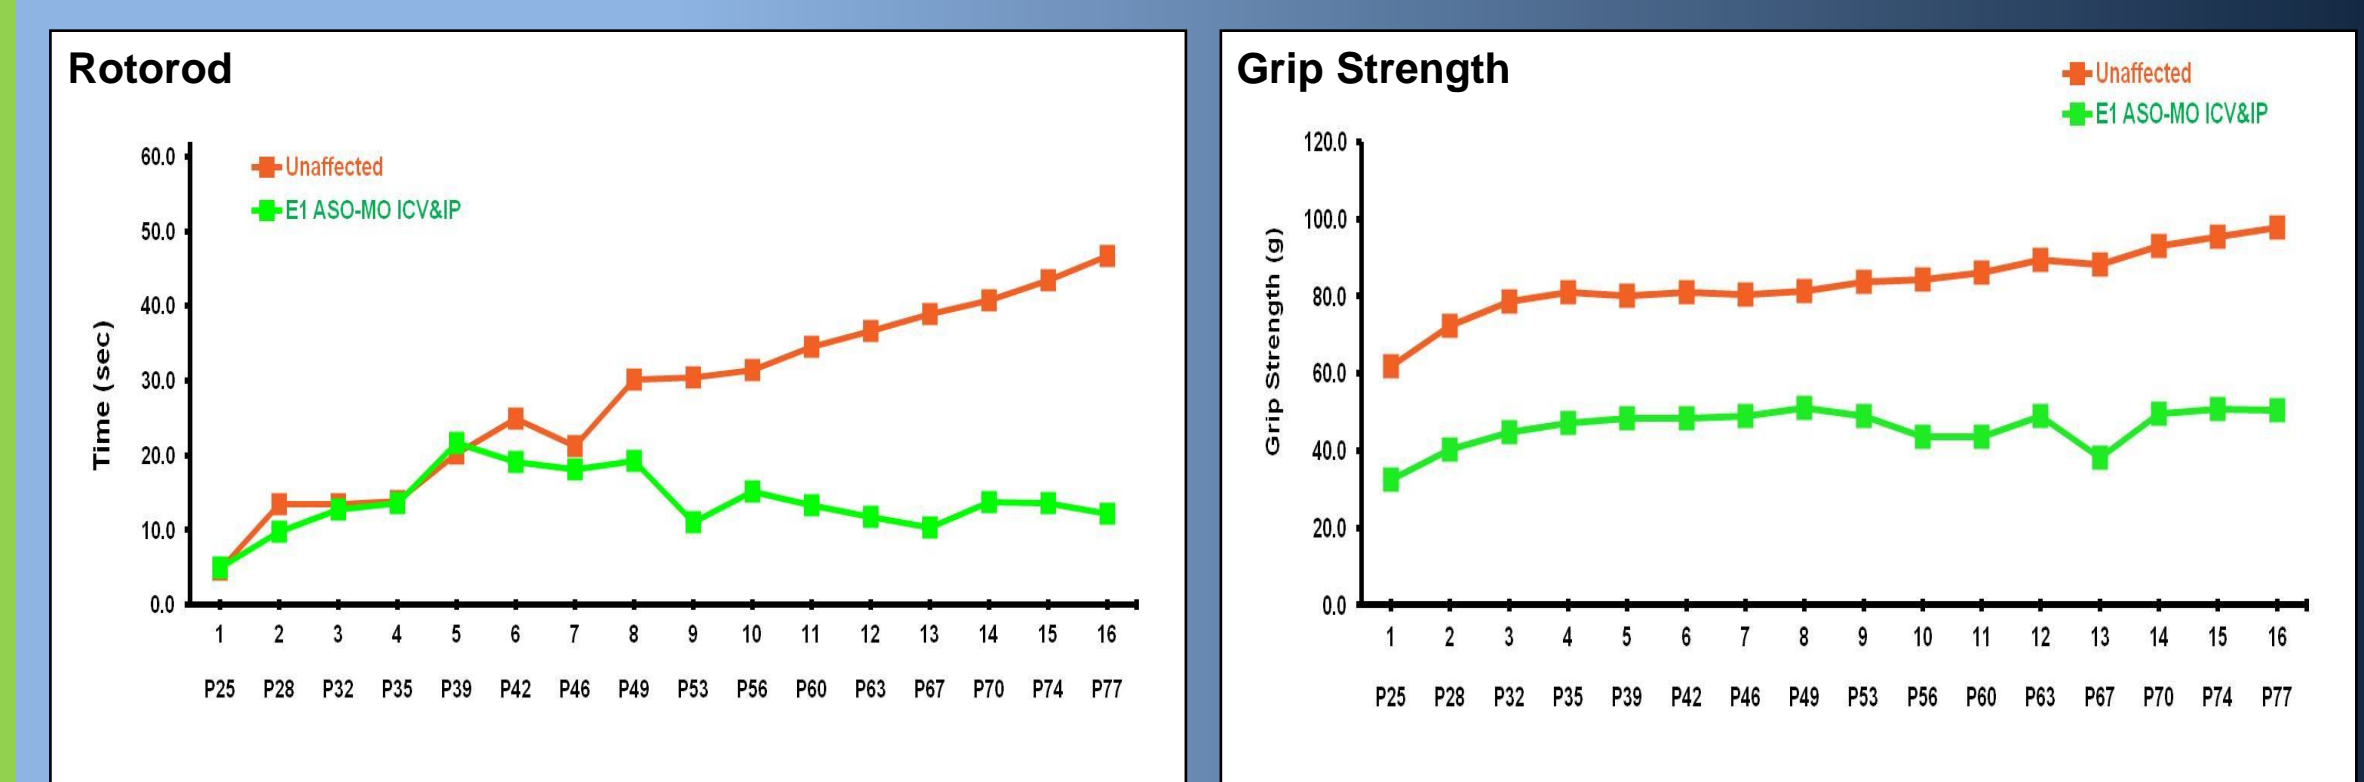 Rotorod
Unaffected
E1 ASO-MO ICV&IP
Time (sec)
60.0
50.0
40.0
30.0
20.0
10.0
0.0
1 2 3 4 5 6 7 8 9 10 11 12 13 14 15 16
P25 P28 P32 P35 P39 P42 P46 P49 P53 P56 P60 P63 P67 P70 P74 P77
Grip Strength
Unaffected
E1 ASO-MO ICV&IP
Grip Strength (g)
120.0
100.0
80.0
60.0
40.0
20.0
0.0
1 2 3 4 5 6 7 8 9 10 11 12 13 14 15 16
P25 P28 P32 P35 P39 P42 P46 P49 P53 P56 P60 P63 P67 P70 P74 P77